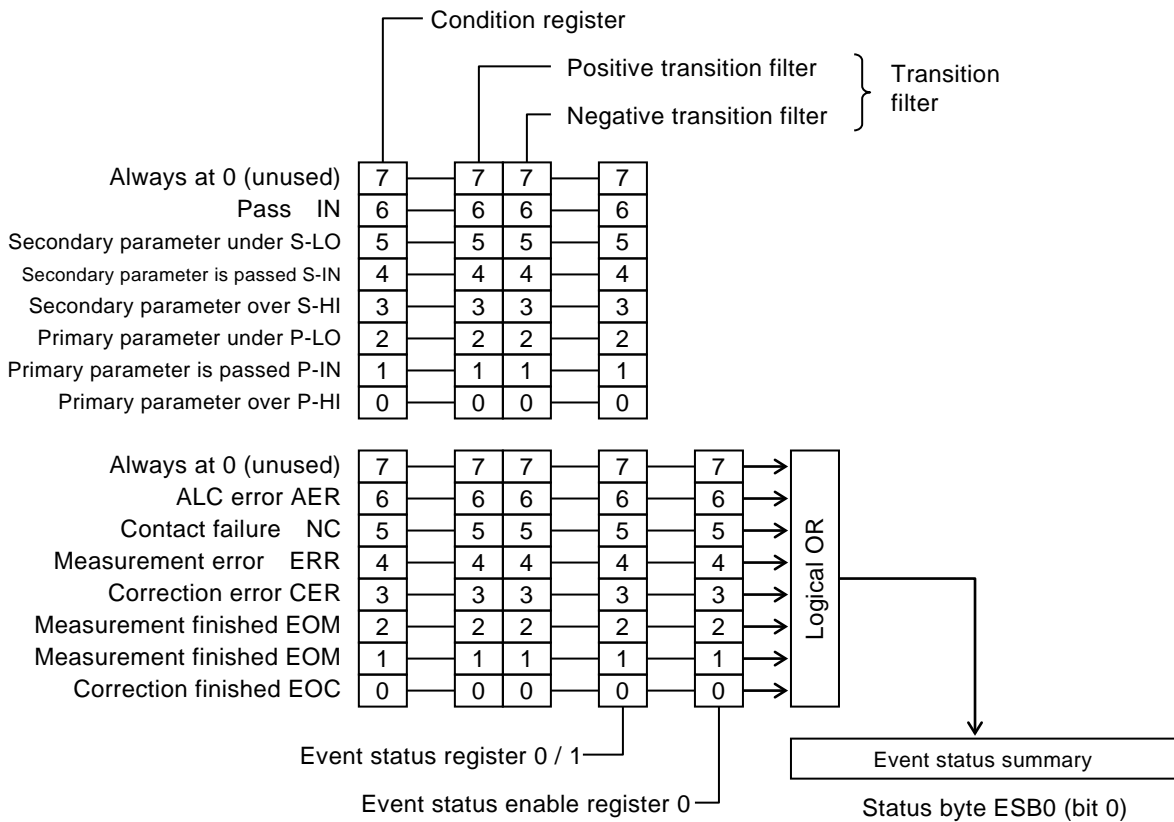 Condition register
Positive transition filter
Negative transition filter
Transition
filter
Always at 0 (unused) 7 7 7 7
Pass IN 6 6 6 6
Secondary parameter under S-LO 5 5 5 5
Secondary parameter is passed S-IN 4 4 4 4
Secondary parameter over S-HI 3 3 3 3
Primary parameter under P-LO 2 2 2 2
Primary parameter is passed P-IN 1 1 1 1
Primary parameter over P-HI 0 0 0 0
Always at 0 (unused) 7 7 7 7 7
ALC error AER 6 6 6 6 6
Contact failure NC 5 5 5 5 5
Measurement error ERR 4 4 4 4 4
Correction error CER 3 3 3 3 3
Measurement finished EOM 2 2 2 2 2
Measurement finished EOM 1 1 1 1 1
Correction finished EOC 0 0 0 0 0
Logical OR
Event status register 0 / 1
Event status enable register 0
Event status summary
Status byte ESB0 (bit 0)